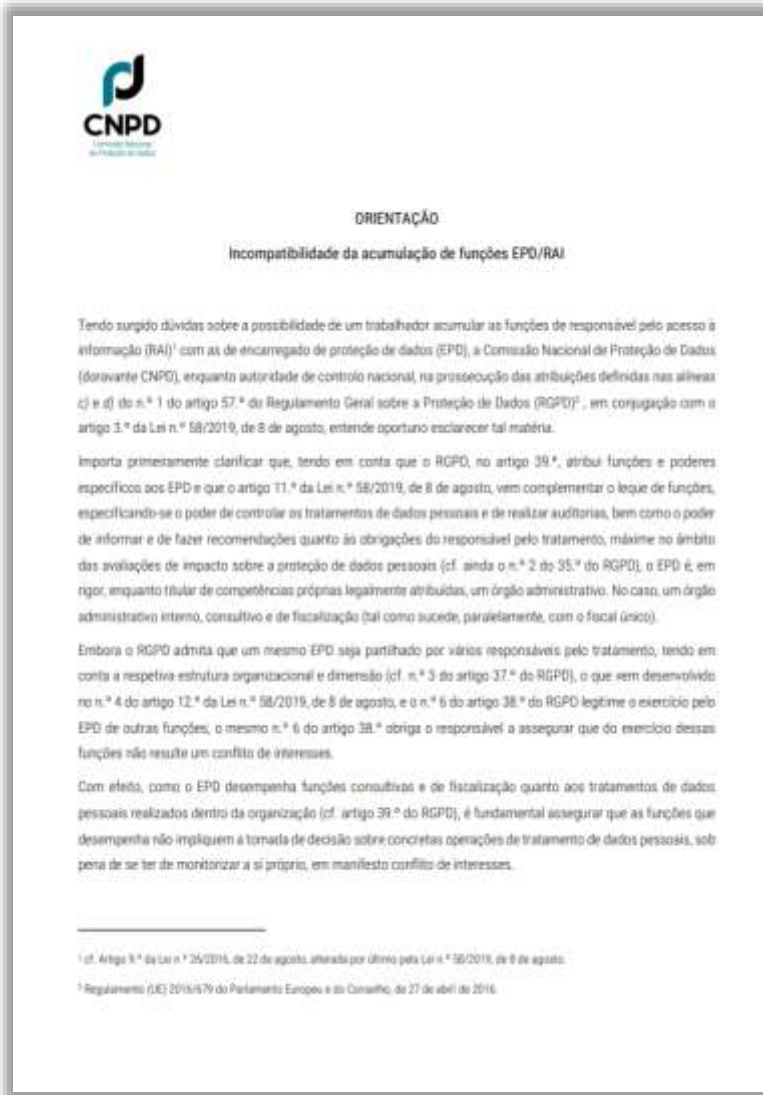 CNPD
Comissão Nacional
de Proteção de Dados
ORIENTAÇÃO
Incompatibilidade da acumulação de funções EPD/RAI
Tendo surgido dúvidas sobre a possibilidade de um trabalhador acumular as funções de responsável pelo acesso à
informação (RAI)¹ com as de encarregado de proteção de dados (EPD), a Comissão Nacional de Proteção de Dados
(doravante CNPD), enquanto autoridade de controlo nacional, na prossecução das atribuições definidas nas alíneas
c) e d) do n.º 1 do artigo 57.º do Regulamento Geral sobre a Proteção de Dados (RGPD)² , em conjugação com o
artigo 3.º da Lei n.º 58/2019, de 8 de agosto, entende oportuno esclarecer tal matéria.
Importa primeiramente clarificar que, tendo em conta que o RGPD, no artigo 39.º, atribui funções e poderes
específicos aos EPD e que o artigo 11.º da Lei n.º 58/2019, de 8 de agosto, vem complementar o leque de funções,
especificando-se o poder de controlar os tratamentos de dados pessoais e de realizar auditorias, bem como o poder
de informar e de fazer recomendações quanto às obrigações do responsável pelo tratamento, máxime no âmbito
das avaliações de impacto sobre a proteção de dados pessoais (cf. ainda o n.º 2 do 35.º do RGPD), o EPD é, em
rigor, enquanto titular de competências próprias legalmente atribuídas, um órgão administrativo. No caso, um órgão
administrativo interno, consultivo e de fiscalização (tal como sucede, paralelamente, com o fiscal único).
Embora o RGPD admita que um mesmo EPD seja partilhado por vários responsáveis pelo tratamento, tendo em
conta a respetiva estrutura organizacional e dimensão (cf. n.º 3 do artigo 37.º do RGPD), o que vem desenvolvido
no n.º 4 do artigo 12.º da Lei n.º 58/2019, de 8 de agosto, e o n.º 6 do artigo 38.º do RGPD legitime o exercício pelo
EPD de outras funções, o mesmo n.º 6 do artigo 38.º obriga o responsável a assegurar que do exercício dessas
funções não resulte um conflito de interesses.
Com efeito, como o EPD desempenha funções consultivas e de fiscalização quanto aos tratamentos de dados
pessoais realizados dentro da organização (cf. artigo 39.º do RGPD), é fundamental assegurar que as funções que
desempenha não impliquem a tomada de decisão sobre concretas operações de tratamento de dados pessoais, sob
pena de se ter de monitorizar a si próprio, em manifesto conflito de interesses.
¹ cf. Artigo 9.º da Lei n.º 26/2016, de 22 de agosto, alterada por último pela Lei n.º 58/2019, de 8 de agosto.
² Regulamento (UE) 2016/679 do Parlamento Europeu e do Conselho, de 27 de abril de 2016.